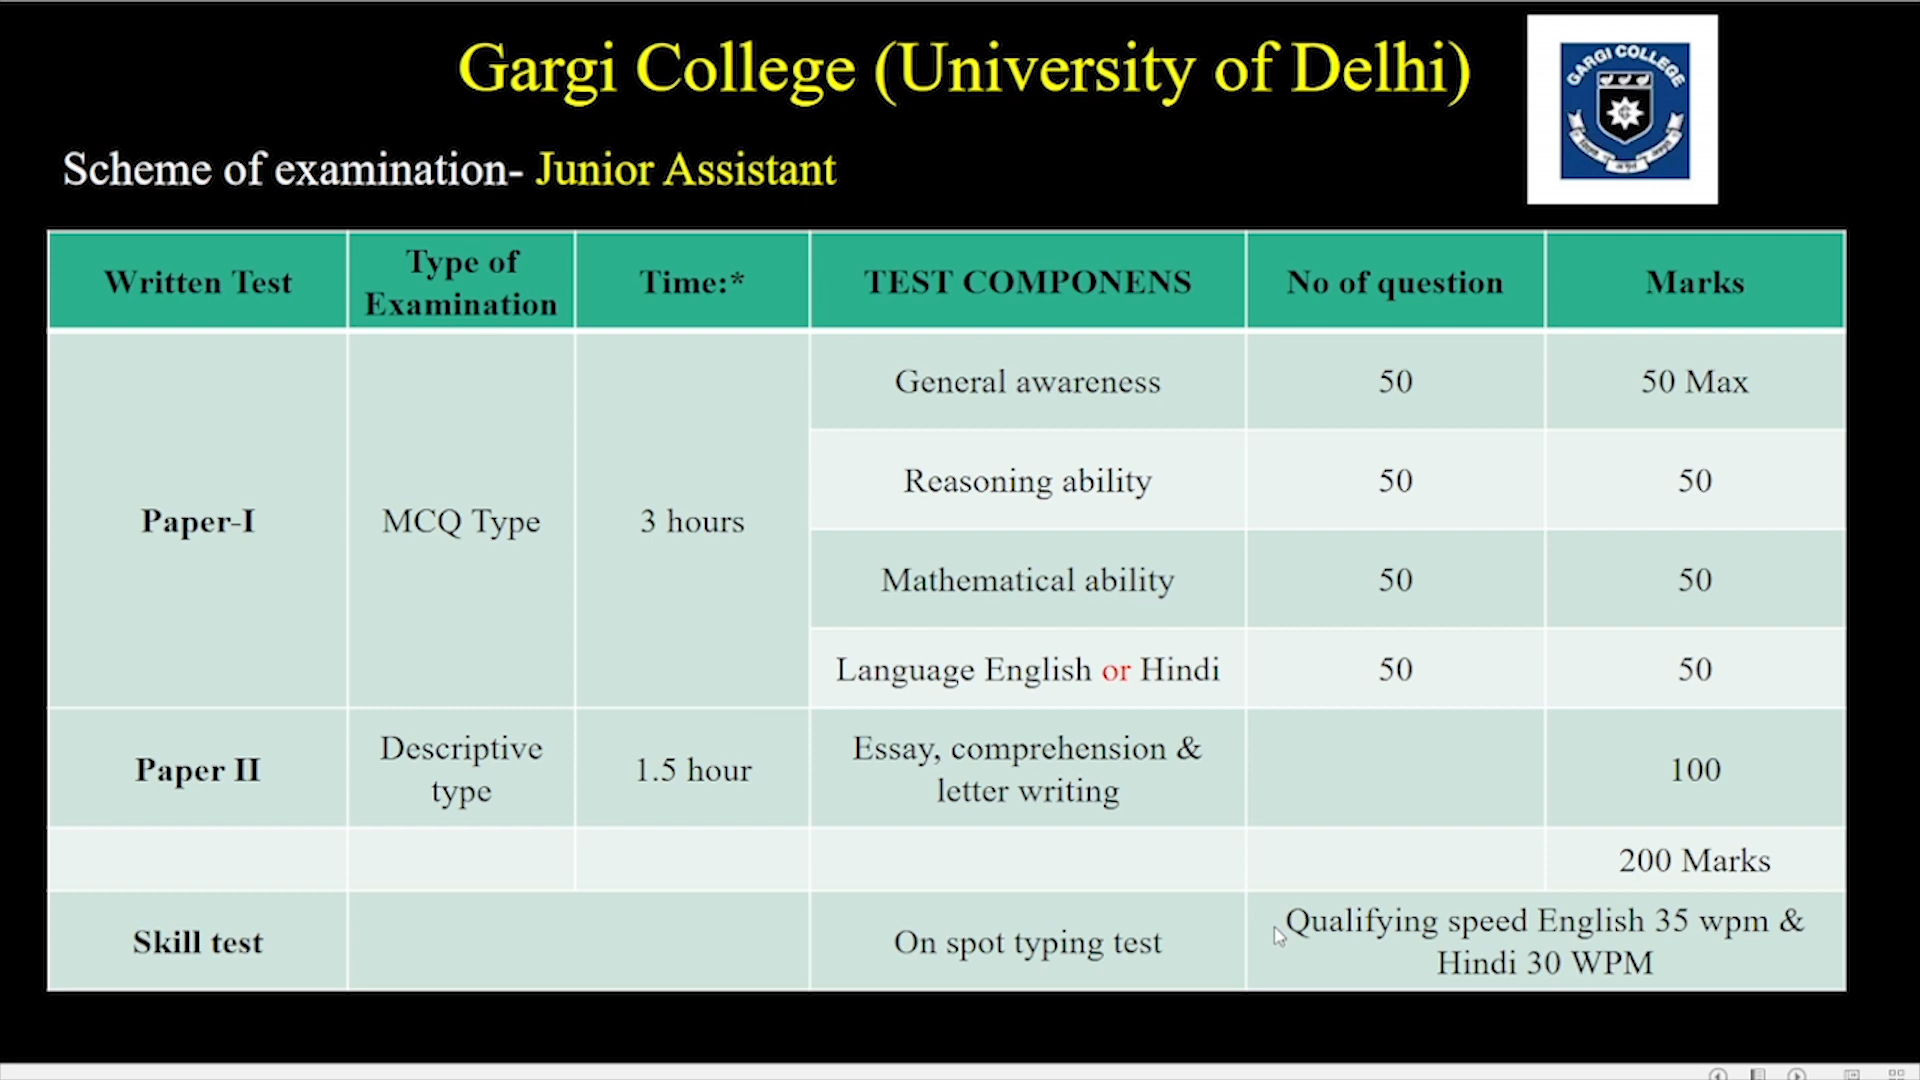 Gargi College (University of Delhi)
GARGI COLLEGE
Scheme of examination- Junior Assistant
Written Test
Type of
Examination
Time:*
TEST COMPONENS
No of question
Marks
Paper-I
MCQ Type
3 hours
General awareness
50
50 Max
Reasoning ability
50
50
Mathematical ability
50
50
Language English or Hindi
50
50
Paper II
Descriptive
type
1.5 hour
Essay, comprehension &
letter writing
100
200 Marks
Skill test
On spot typing test
Qualifying speed English 35 wpm &
Hindi 30 WPM